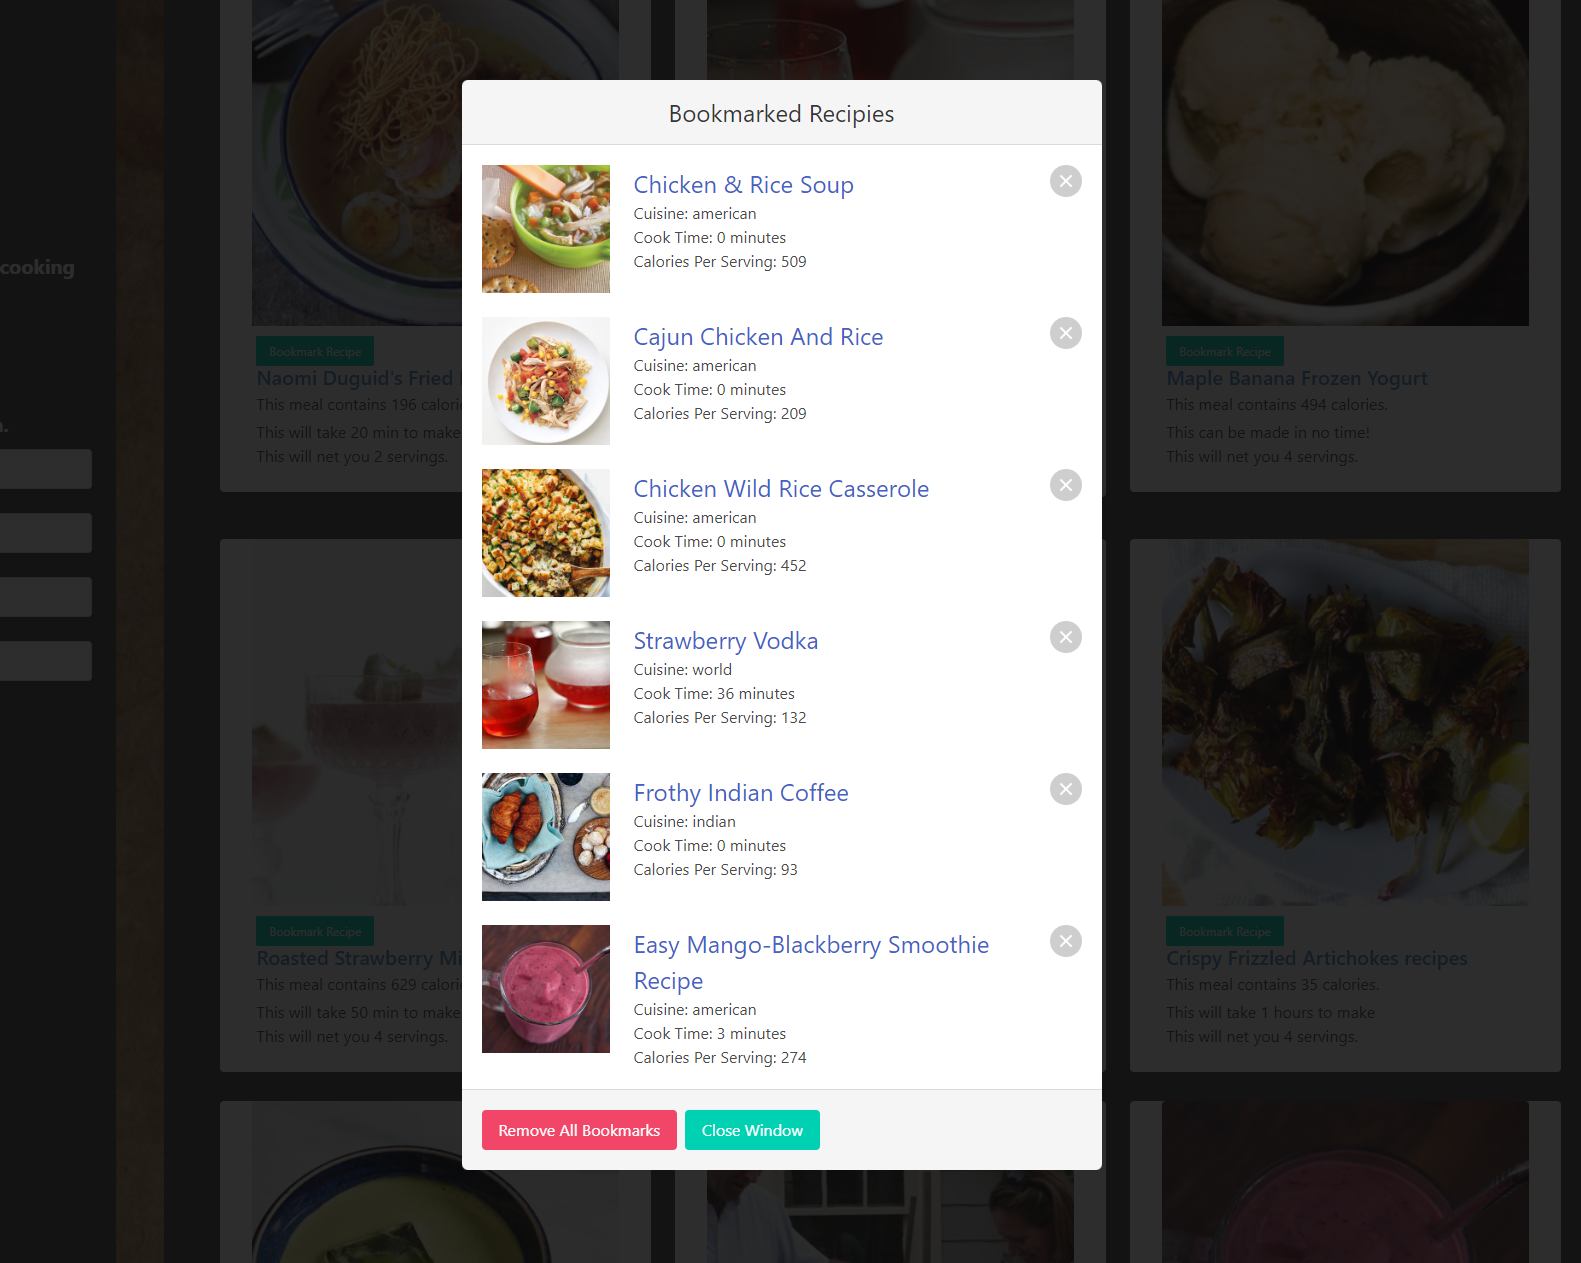 Bookmarked Recipies
Chicken & Rice Soup
Cuisine: american
Cook Time: 0 minutes
Calories Per Serving: 509
Cajun Chicken And Rice
Cuisine: american
Cook Time: 0 minutes
Calories Per Serving: 209
Chicken Wild Rice Casserole
Cuisine: american
Cook Time: 0 minutes
Calories Per Serving: 452
Strawberry Vodka
Cuisine: world
Cook Time: 36 minutes
Calories Per Serving: 132
Frothy Indian Coffee
Cuisine: indian
Cook Time: 0 minutes
Calories Per Serving: 93
Easy Mango-Blackberry Smoothie
Recipe
Cuisine: american
Cook Time: 3 minutes
Calories Per Serving: 274
Remove All Bookmarks
Close Window
cooking
Bookmark Recipe
Naomi Duguid's Fried
This meal contains 196
This will take 20 min to make
This will net you 2 servings.
Bookmark Recipe
Maple Banana Frozen Yogurt
This meal contains 494 calories.
This can be made in no time!
This will net you 4 servings.
Bookmark Recipe
Roasted Strawberry
This meal contains 629
This will take 50 min to make
This will net you 4 servings.
Bookmark Recipe
Crispy Frizzled Artichokes recipes
This meal contains 35 calories.
This will take 1 hours to make
This will net you 4 servings.